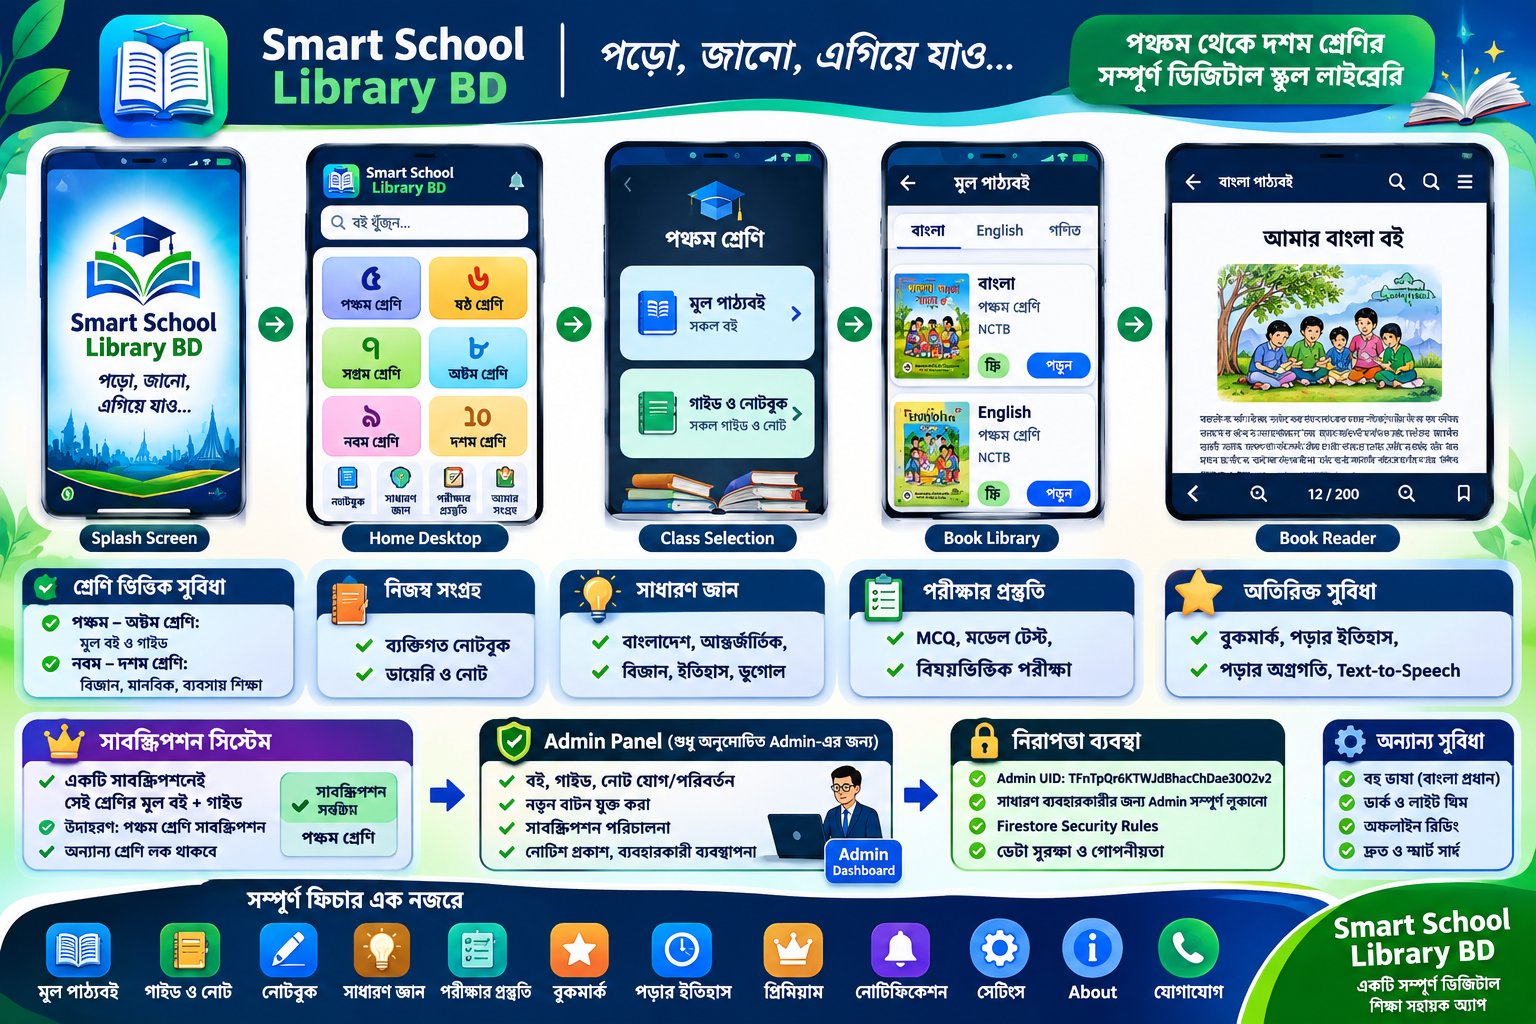 Smart School
Library BD
পড়ো, জানো, এগিয়ে যাও...
পঞ্চম থেকে দশম শ্রেণির
সম্পূর্ণ ডিজিটাল স্কুল লাইব্রেরি
Smart School
Library BD
পড়ো, জানো,
এগিয়ে যাও...
Splash Screen
Smart School
Library BD
বই খুঁজুন...
৫
পঞ্চম শ্রেণি
৬
ষষ্ঠ শ্রেণি
৭
সপ্তম শ্রেণি
৮
অষ্টম শ্রেণি
৯
নবম শ্রেণি
১০
দশম শ্রেণি
সাধারণ
জ্ঞান
পরীক্ষার
প্রস্তুতি
আমার
সংগ্রহ
Home Desktop
পঞ্চম শ্রেণি
মূল পাঠ্যবই
সকল বই
গাইড ও নোটবুক
সকল গাইড ও নোট
Class Selection
মূল পাঠ্যবই
বাংলা
English
গণিত
বাংলা
পঞ্চম শ্রেণি
NCTB
ফ্রি
পড়ুন
English
পঞ্চম শ্রেণি
NCTB
ফ্রি
পড়ুন
Book Library
বাংলা পাঠ্যবই
আমার বাংলা বই
12 / 200
Book Reader
শ্রেণি ভিত্তিক সুবিধা
পঞ্চম – অষ্টম শ্রেণি:
মূল বই ও গাইড
নবম – দশম শ্রেণি:
বিজ্ঞান, মানবিক, ব্যবসায় শিক্ষা
নিজস্ব সংগ্রহ
ব্যক্তিগত নোটবুক
ডায়েরি ও নোট
সাধারণ জ্ঞান
বাংলাদেশ, আন্তর্জাতিক,
বিজ্ঞান, ইতিহাস, ভূগোল
পরীক্ষার প্রস্তুতি
MCQ, মডেল টেস্ট,
বিষয়ভিত্তিক পরীক্ষা
অতিরিক্ত সুবিধা
বুকমার্ক, পড়ার ইতিহাস,
পড়ার অগ্রগতি, Text-to-Speech
সাবস্ক্রিপশন সিস্টেম
একটি সাবস্ক্রিপশনেই
সেই শ্রেণির মূল বই + গাইড
উদাহরণ: পঞ্চম শ্রেণি সাবস্ক্রিপশন
অন্যান্য শ্রেণি লক থাকবে
সাবস্ক্রিপশন
পঞ্চম শ্রেণি
Admin Panel (শুধু অনুমোদিত Admin-এর জন্য)
বই, গাইড, নোট যোগ/পরিবর্তন
নতুন বাটন যুক্ত করা
সাবস্ক্রিপশন পরিচালনা
নোটিশ প্রকাশ, ব্যবহারকারী ব্যবস্থাপনা
Admin
Dashboard
নিরাপত্তা ব্যবস্থা
Admin UID: TFnTpQr6KTWJdBhacChDae30O2v2
সাধারণ ব্যবহারকারীর জন্য Admin সম্পূর্ণ লুকানো
Firestore Security Rules
ডেটা সুরক্ষা ও গোপনীয়তা
অন্যান্য সুবিধা
বহু ভাষা (বাংলা প্রধান)
ডার্ক ও লাইট থিম
অফলাইন রিডিং
দ্রুত ও স্মার্ট সার্চ
সম্পূর্ণ ফিচার এক নজরে
মূল পাঠ্যবই
গাইড ও নোট
নোটবুক
সাধারণ জ্ঞান
পরীক্ষার প্রস্তুতি
বুকমার্ক
পড়ার ইতিহাস
প্রিমিয়াম
নোটিফিকেশন
সেটিংস
About
যোগাযোগ
Smart School
Library BD
একটি সম্পূর্ণ ডিজিটাল
শিক্ষা সহায়ক অ্যাপ